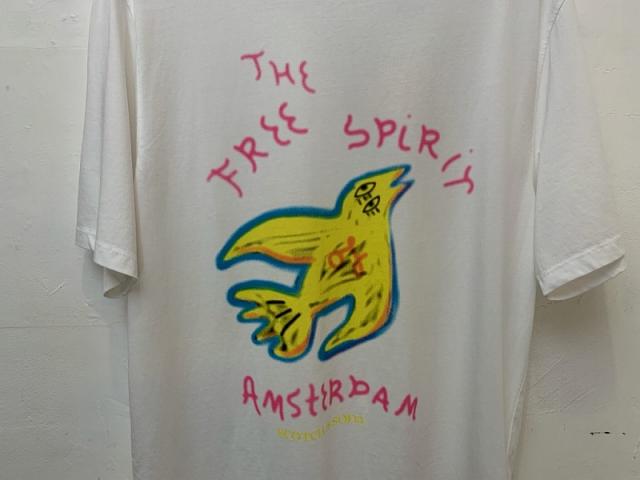 THE
FREE SPiRiT
AMStERDAM
SCOTCH & SODA